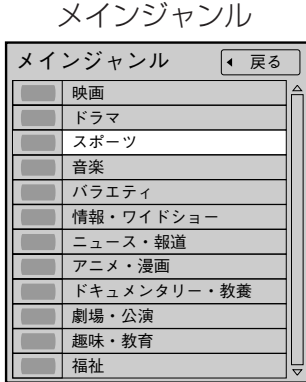 メインジャンル
メインジャンル
戻る
映画
ドラマ
スポーツ
音楽
バラエティ
情報・ワイドショー
ニュース・報道
アニメ・漫画
ドキュメンタリー・教養
劇場・公演
趣味・教育
福祉